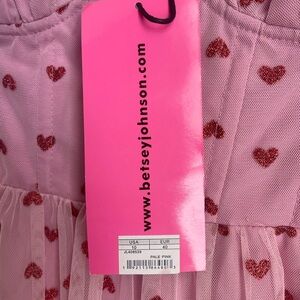 www.betseyjohnson.com
USA EUR
10 40
PALE PINK